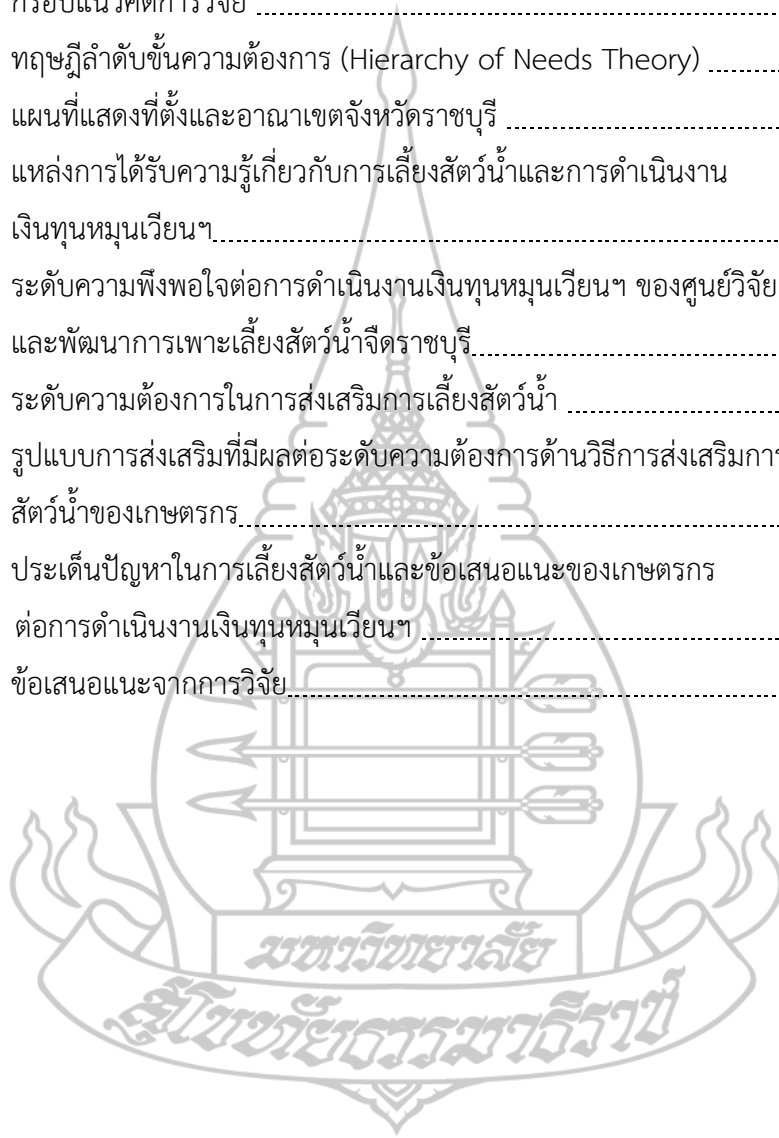 กรอบแนวคิดการวิจัย
ทฤษฎีลำดับขั้นความต้องการ (Hierarchy of Needs Theory)
แผนที่แสดงที่ตั้งและอาณาเขตจังหวัดราชบุรี
แหล่งการได้รับความรู้เกี่ยวกับการเลี้ยงสัตว์น้ำและการดำเนินงาน
เงินทุนหมุนเวียนฯ
ระดับความพึงพอใจต่อการดำเนินงานเงินทุนหมุนเวียนฯ ของศูนย์วิจัย
และพัฒนาการเพาะเลี้ยงสัตว์น้ำจืดราชบุรี
ระดับความต้องการในการส่งเสริมการเลี้ยงสัตว์น้ำ
รูปแบบการส่งเสริมที่มีผลต่อระดับความต้องการด้านวิธีการส่งเสริมการ
สัตว์น้ำของเกษตรกร
ประเด็นปัญหาในการเลี้ยงสัตว์น้ำและข้อเสนอแนะของเกษตรกร
ต่อการดำเนินงานเงินทุนหมุนเวียนฯ
ข้อเสนอแนะจากการวิจัย
มหาวิทยาลัย
สุโขทัยธรรมาธิราช